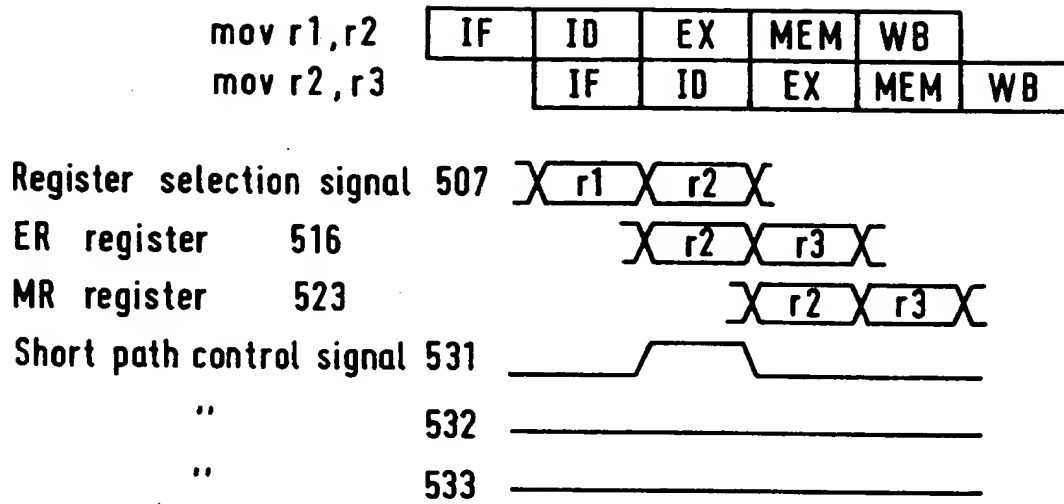 mov r1,r2 IF ID EX MEM WB
mov r2,r3 IF ID EX MEM WB
Register selection signal 507 r1 r2
ER register 516 r2 r3
MR register 523 r2 r3
Short path control signal 531
" 532
" 533